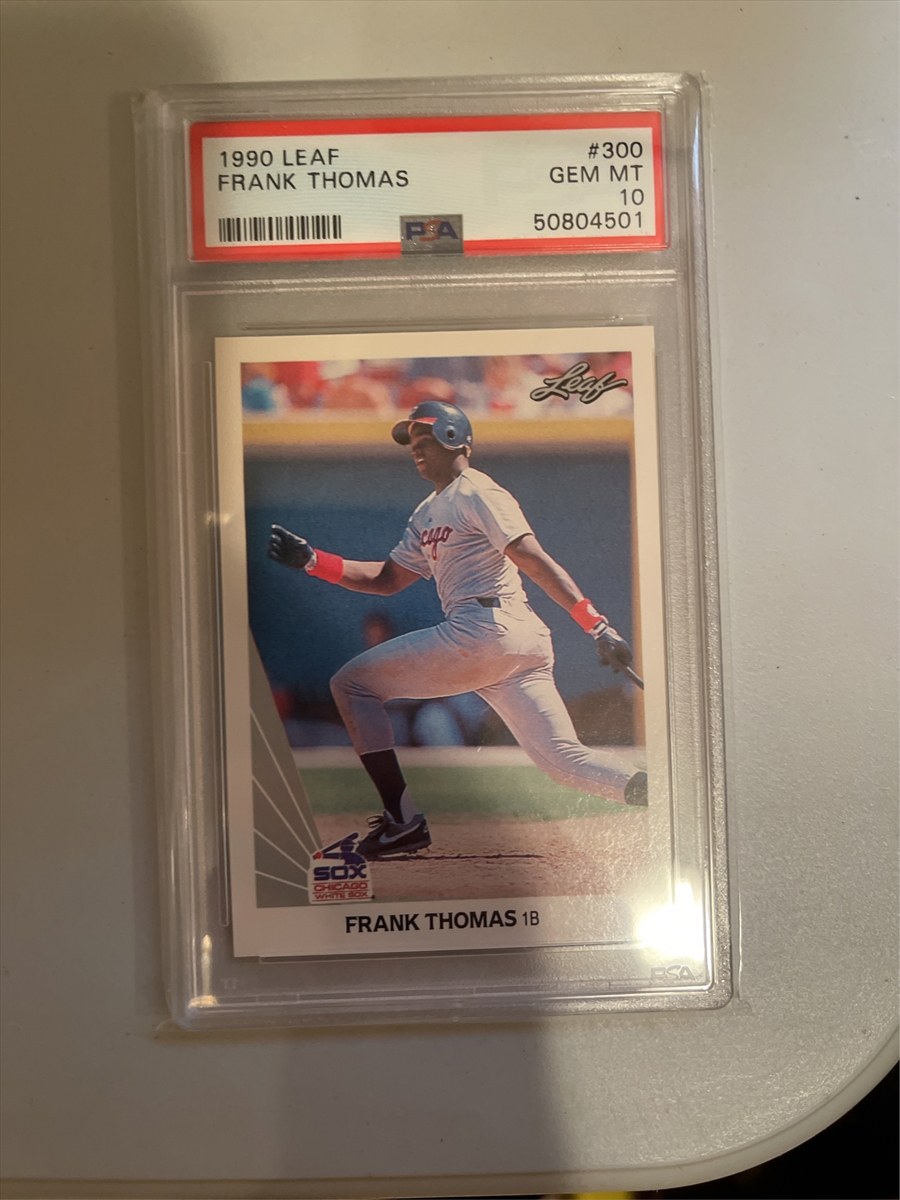 1990 LEAF
#300
FRANK THOMAS
GEM MT
10
50804501
PSA
Leaf
cago
SOX
CHICAGO
WHITE SOX
FRANK THOMAS 1B
PSA